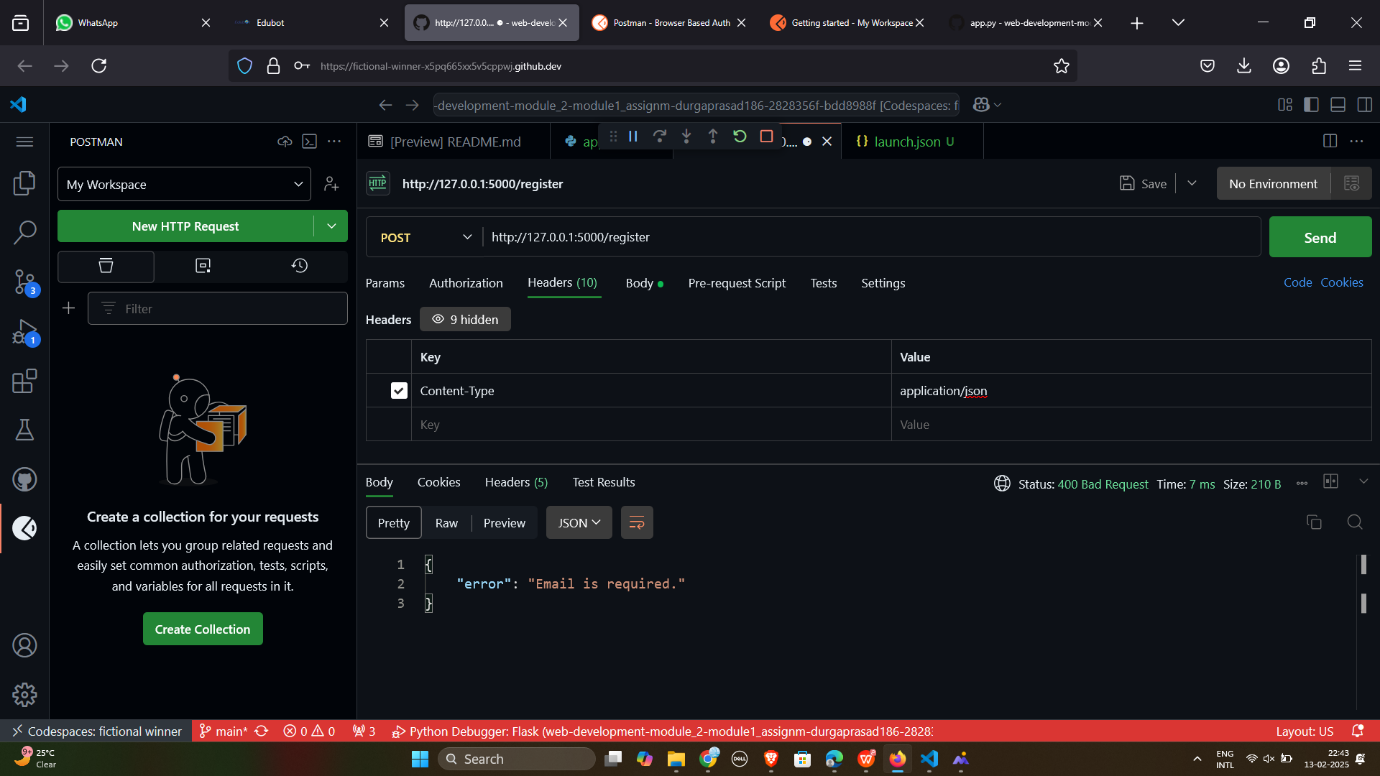 WhatsApp
Edubot
http://127.0.0.... ● - web-develo
Postman - Browser Based Auth
Getting started - My Workspace
app.py - web-development-mo
https://fictional-winner-x5pq665xx5v5cppwj.github.dev
-development-module_2-module1_assignm-durgaprasad186-2828356f-bdd8988f [Codespaces: f
POSTMAN
[Preview] README.md
ap
0....
launch.json U
My Workspace
HTTP
http://127.0.0.1:5000/register
Save
No Environment
New HTTP Request
POST
http://127.0.0.1:5000/register
Send
Params
Authorization
Headers (10)
Body
Pre-request Script
Tests
Settings
Code
Cookies
3
Filter
Headers
9 hidden
1
Key
Value
Content-Type
application/json
Key
Value
Body
Cookies
Headers (5)
Test Results
Status: 400 Bad Request Time: 7 ms Size: 210 B
Create a collection for your requests
A collection lets you group related requests and
easily set common authorization, tests, scripts,
and variables for all requests in it.
Create Collection
Pretty
Raw
Preview
JSON
1 {
2 "error": "Email is required."
3 }
Codespaces: fictional winner
main*
0 0
3
Python Debugger: Flask (web-development-module_2-module1_assignm-durgaprasad186-2828
Layout: US
25°C
Clear
Search
ENG
INTL
22:43
13-02-2025